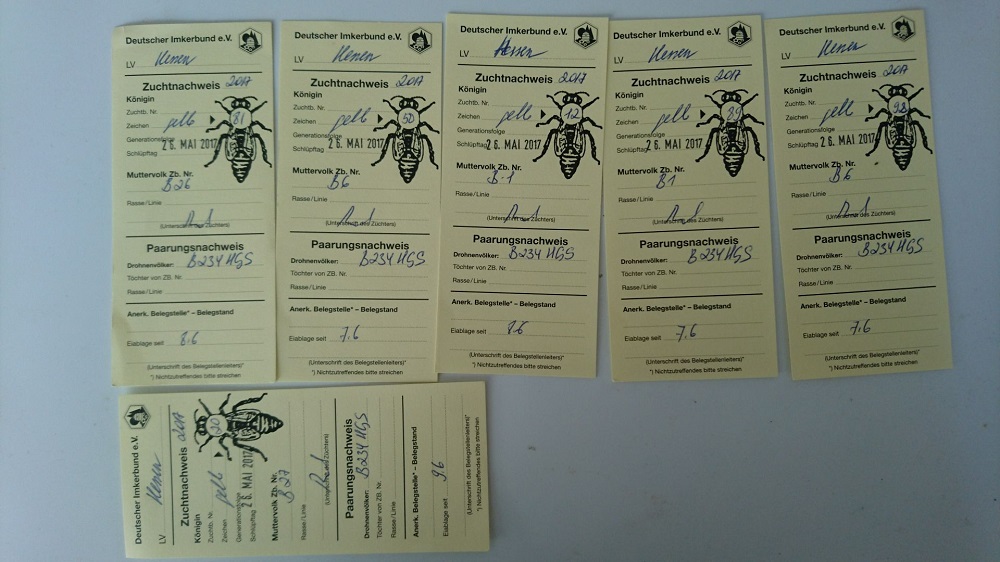 Deutscher Imkerbund e.V.
LV Hessen
Zuchtnachweis 2017
Königin
Zuchtb. Nr.
Zeichen gelb 81
Generationsfolge
Schlüpftag 26. MAI 2017
Muttervolk Zb. Nr.
B26
Rasse/Linie
(Unterschrift des Züchters)
Paarungsnachweis
Drohnenvölker: B234 HGS
Töchter von ZB. Nr.
Rasse/Linie
Anerk. Belegstelle* – Belegstand
Eiablage seit 8.6
(Unterschrift des Belegstellenleiters)*
*) Nichtzutreffendes bitte streichen
Deutscher Imkerbund e.V.
LV Hessen
Zuchtnachweis 2017
Königin
Zuchtb. Nr.
Zeichen gelb 50
Generationsfolge
Schlüpftag 26. MAI 2017
Muttervolk Zb. Nr.
B6
Rasse/Linie
(Unterschrift des Züchters)
Paarungsnachweis
Drohnenvölker: B234 HGS
Töchter von ZB. Nr.
Rasse/Linie
Anerk. Belegstelle* – Belegstand
Eiablage seit 7.6
(Unterschrift des Belegstellenleiters)*
*) Nichtzutreffendes bitte streichen
Deutscher Imkerbund e.V.
LV Hessen
Zuchtnachweis 2017
Königin
Zuchtb. Nr.
Zeichen gelb 12
Generationsfolge
Schlüpftag 26. MAI 2017
Muttervolk Zb. Nr.
B1
Rasse/Linie
(Unterschrift des Züchters)
Paarungsnachweis
Drohnenvölker: B234 HGS
Töchter von ZB. Nr.
Rasse/Linie
Anerk. Belegstelle* – Belegstand
Eiablage seit 8.6
(Unterschrift des Belegstellenleiters)*
*) Nichtzutreffendes bitte streichen
Deutscher Imkerbund e.V.
LV Hessen
Zuchtnachweis 2017
Königin
Zuchtb. Nr.
Zeichen gelb 89
Generationsfolge
Schlüpftag 26. MAI 2017
Muttervolk Zb. Nr.
B1
Rasse/Linie
(Unterschrift des Züchters)
Paarungsnachweis
Drohnenvölker: B234 HGS
Töchter von ZB. Nr.
Rasse/Linie
Anerk. Belegstelle* – Belegstand
Eiablage seit 7.6
(Unterschrift des Belegstellenleiters)*
*) Nichtzutreffendes bitte streichen
Deutscher Imkerbund e.V.
LV Hessen
Zuchtnachweis 2017
Königin
Zuchtb. Nr.
Zeichen gelb 98
Generationsfolge
Schlüpftag 26. MAI 2017
Muttervolk Zb. Nr.
B6
Rasse/Linie
(Unterschrift des Züchters)
Paarungsnachweis
Drohnenvölker: B234 HGS
Töchter von ZB. Nr.
Rasse/Linie
Anerk. Belegstelle* – Belegstand
Eiablage seit 7.6
(Unterschrift des Belegstellenleiters)*
*) Nichtzutreffendes bitte streichen
Deutscher Imkerbund e.V.
LV Hessen
Zuchtnachweis 2017
Königin
Zuchtb. Nr.
Zeichen gelb 20
Generationsfolge
Schlüpftag 26. MAI 2017
Muttervolk Zb. Nr.
B27
Rasse/Linie
(Unterschrift des Züchters)
Paarungsnachweis
Drohnenvölker: B234 HGS
Töchter von ZB. Nr.
Rasse/Linie
Anerk. Belegstelle* – Belegstand
Eiablage seit 9.6
(Unterschrift des Belegstellenleiters)*
*) Nichtzutreffendes bitte streichen